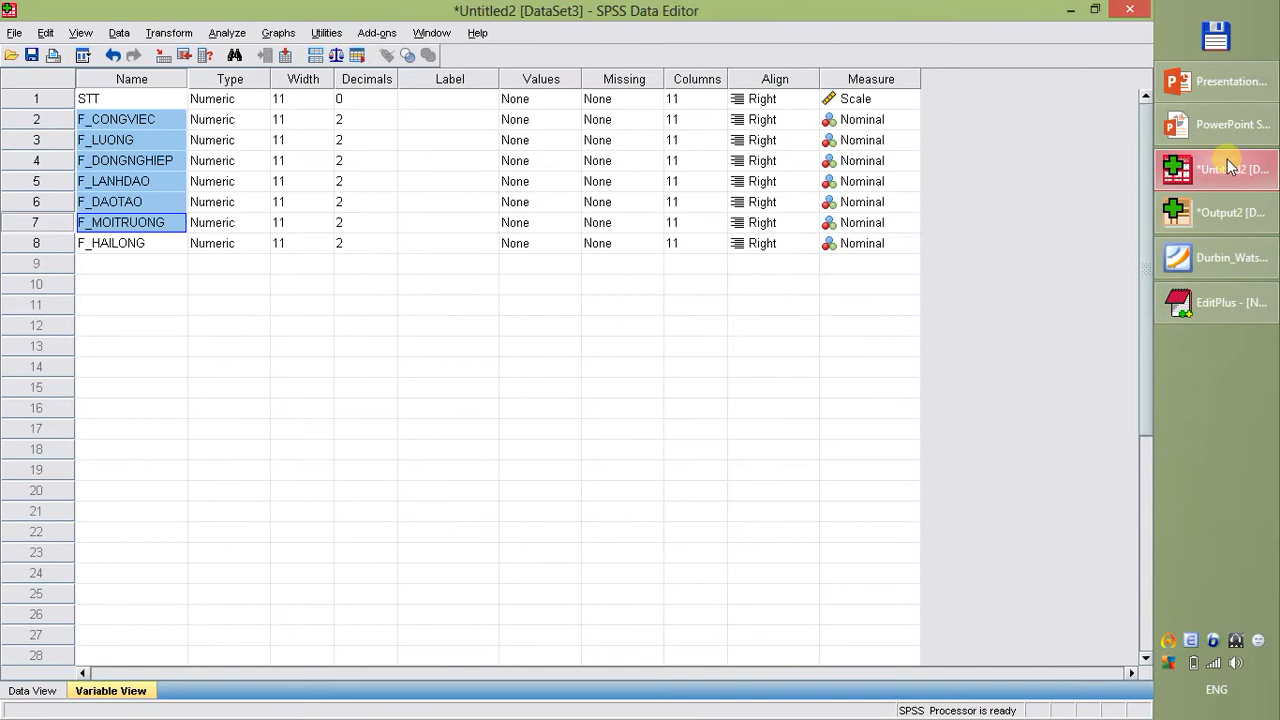 *Untitled2 [DataSet3] - SPSS Data Editor
File Edit View Data Transform Analyze Graphs Utilities Add-ons Window Help
Name Type Width Decimals Label Values Missing Columns Align Measure
1 STT Numeric 11 0 None None 11 Right Scale
2 F_CONGVIEC Numeric 11 2 None None 11 Right Nominal
3 F_LUONG Numeric 11 2 None None 11 Right Nominal
4 F_DONGNGHIEP Numeric 11 2 None None 11 Right Nominal
5 F_LANHDAO Numeric 11 2 None None 11 Right Nominal
6 F_DAOTAO Numeric 11 2 None None 11 Right Nominal
7 F_MOITRUONG Numeric 11 2 None None 11 Right Nominal
8 F_HAILONG Numeric 11 2 None None 11 Right Nominal
9
10
11
12
13
14
15
16
17
18
19
20
21
22
23
24
25
26
27
28
Data View Variable View
SPSS Processor is ready
Presentation...
PowerPoint S...
*Untitled2 [D...
*Output2 [D...
Durbin_Wats...
EditPlus - [N...
ENG